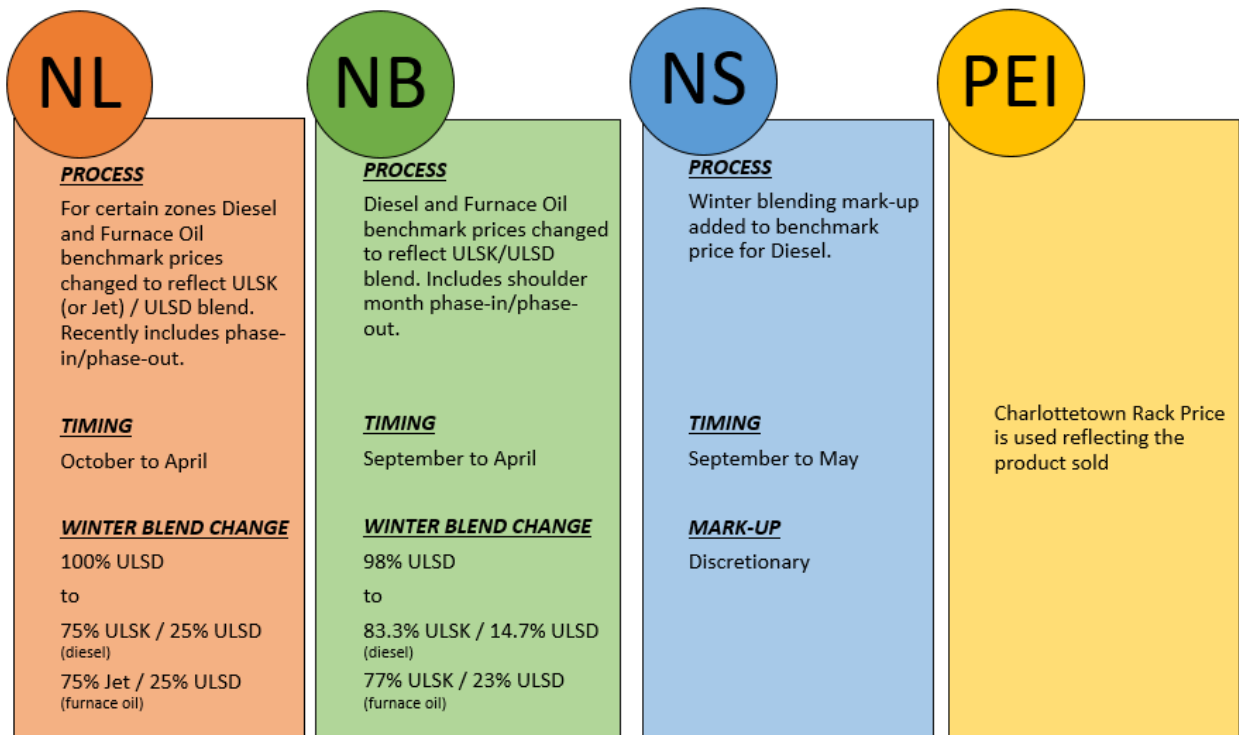 NL
PROCESS
For certain zones Diesel
and Furnace Oil
benchmark prices
changed to reflect ULSK
(or Jet) / ULSD blend.
Recently includes phase-
in/phase-out.
TIMING
October to April
WINTER BLEND CHANGE
100% ULSD
to
75% ULSK / 25% ULSD
(diesel)
75% Jet / 25% ULSD
(furnace oil)
NB
PROCESS
Diesel and Furnace Oil
benchmark prices changed
to reflect ULSK/ULSD
blend. Includes shoulder
month phase-in/phase-
out.
TIMING
September to April
WINTER BLEND CHANGE
98% ULSD
to
83.3% ULSK / 14.7% ULSD
(diesel)
77% ULSK / 23% ULSD
(furnace oil)
NS
PROCESS
Winter blending mark-up
added to benchmark
price for Diesel.
TIMING
September to May
MARK-UP
Discretionary
PEI
Charlottetown Rack Price
is used reflecting the
product sold